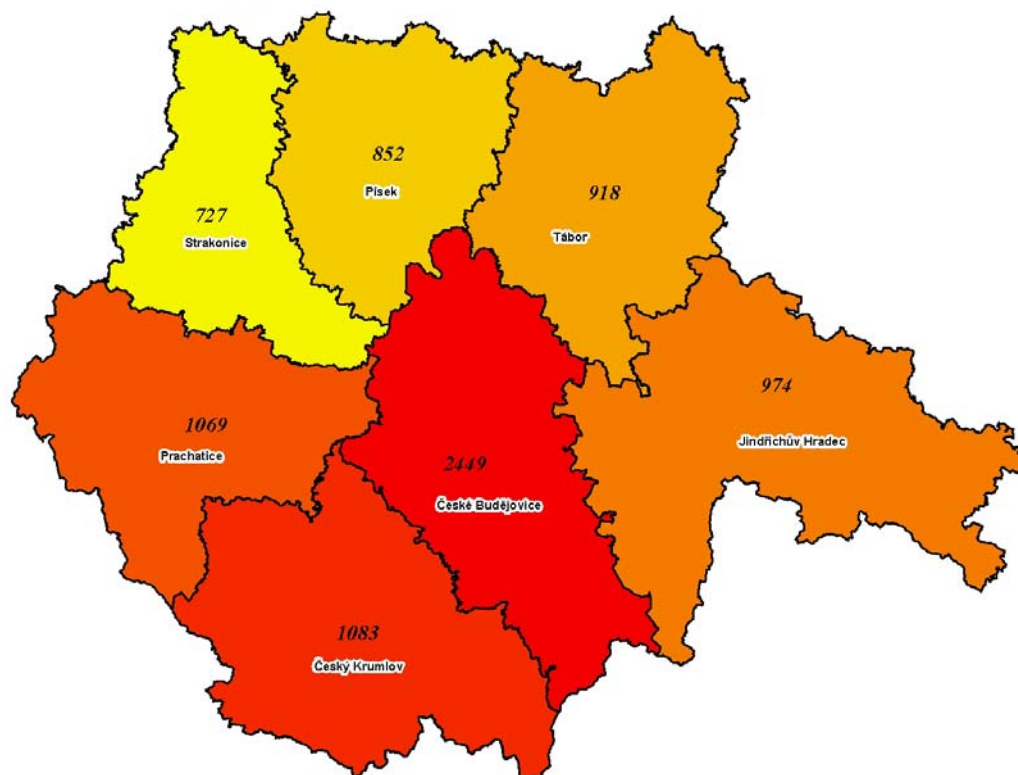 852
Písek
918
Tábor
727
Strakonice
974
Jindřichův Hradec
1069
Prachatice
2449
České Budějovice
1083
Český Krumlov